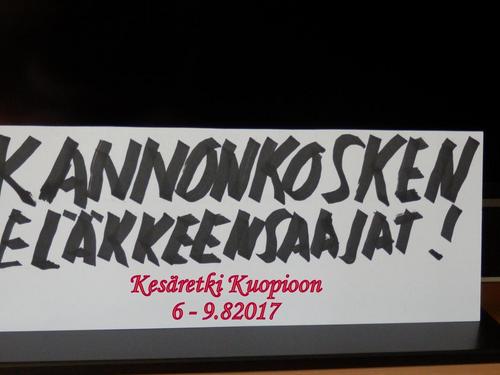 KANNONKOSKEN
ELÄKKEENSAAJAT!
Kesäretki Kuopioon
6 - 9.82017